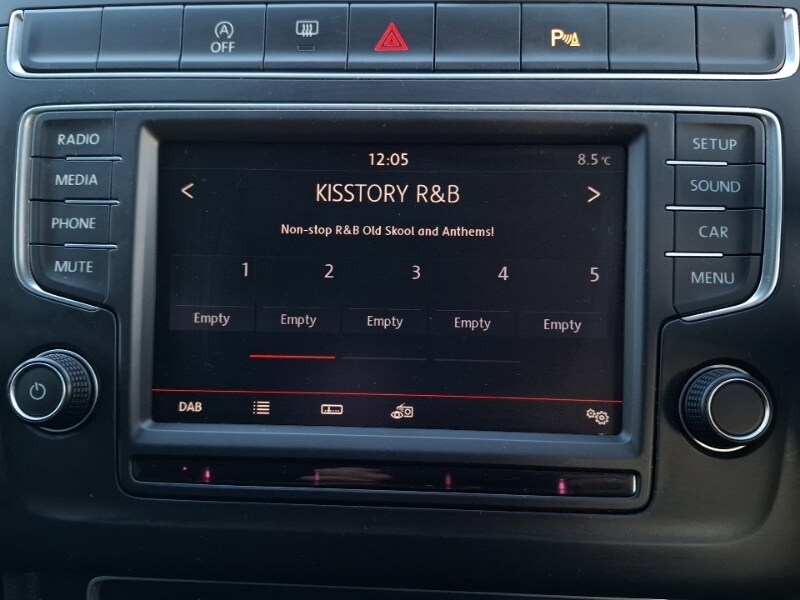 OFF
P
RADIO
MEDIA
PHONE
MUTE
12:05
8.5 °C
< KISSTORY R&B >
Non-stop R&B Old Skool and Anthems!
1 2 3 4 5
Empty Empty Empty Empty Empty
DAB
SETUP
SOUND
CAR
MENU